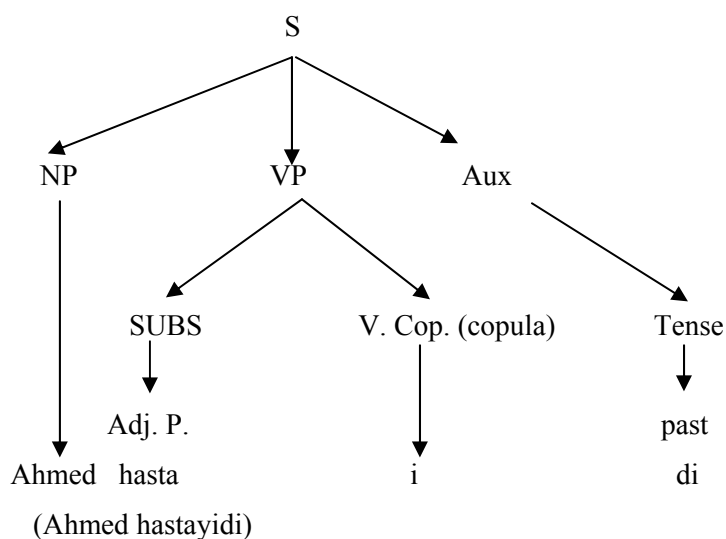 S
NP VP Aux
SUBS V. Cop. (copula) Tense
Adj. P. past
Ahmed hasta i di
(Ahmed hastayidi)